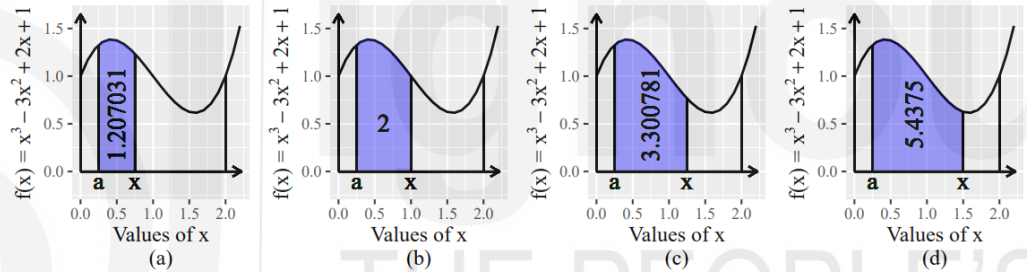 f(x) = x³ − 3x² + 2x + 1
1.5
1.0
0.5
0.0
1.207031
a x
0.0 0.5 1.0 1.5 2.0
Values of x
(a)
f(x) = x³ − 3x² + 2x + 1
1.5
1.0
0.5
0.0
2
a x
0.0 0.5 1.0 1.5 2.0
Values of x
(b)
f(x) = x³ − 3x² + 2x + 1
1.5
1.0
0.5
0.0
3.300781
a x
0.0 0.5 1.0 1.5 2.0
Values of x
(c)
f(x) = x³ − 3x² + 2x + 1
1.5
1.0
0.5
0.0
5.4375
a x
0.0 0.5 1.0 1.5 2.0
Values of x
(d)
THE PEOPLE'S